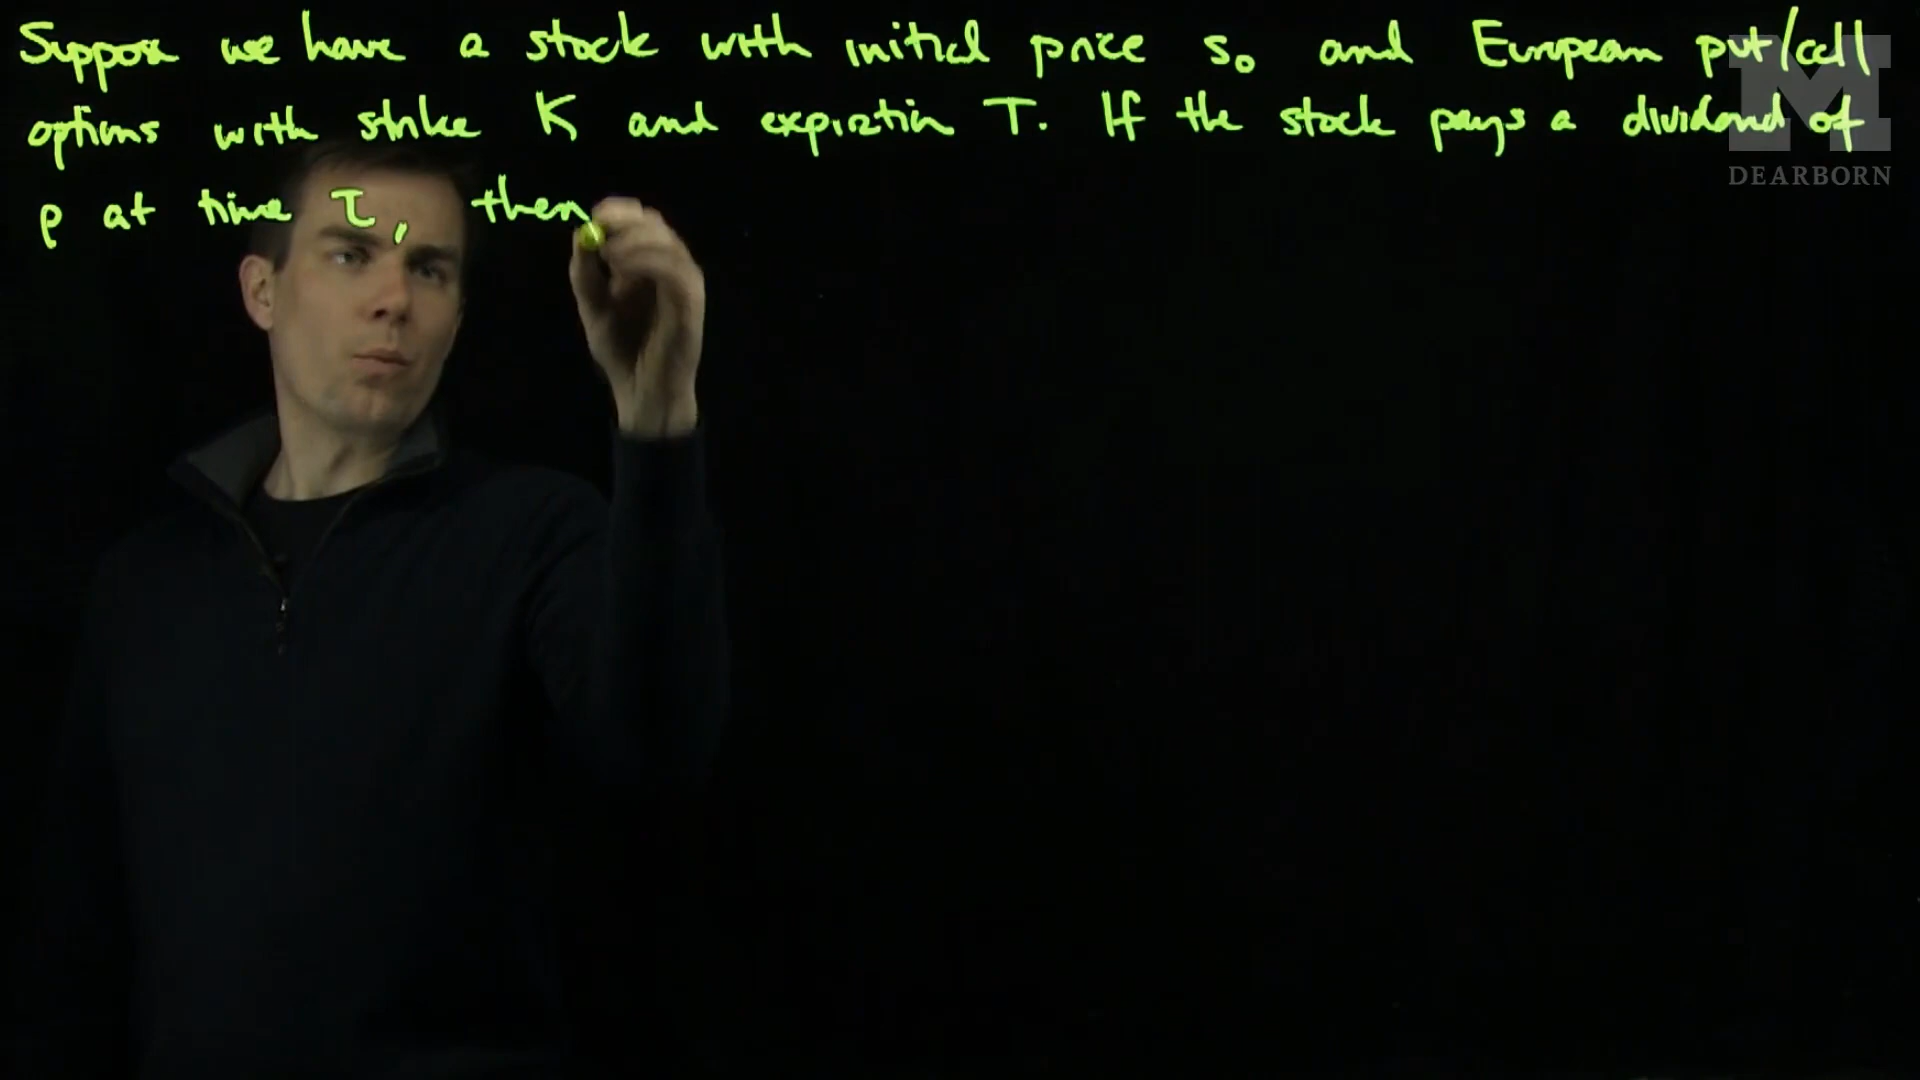 Suppose we have a stock with initial price S₀ and European put/call
options with strike K and expiration T. If the stock pays a dividend of
ρ at time τ, then
M
DEARBORN